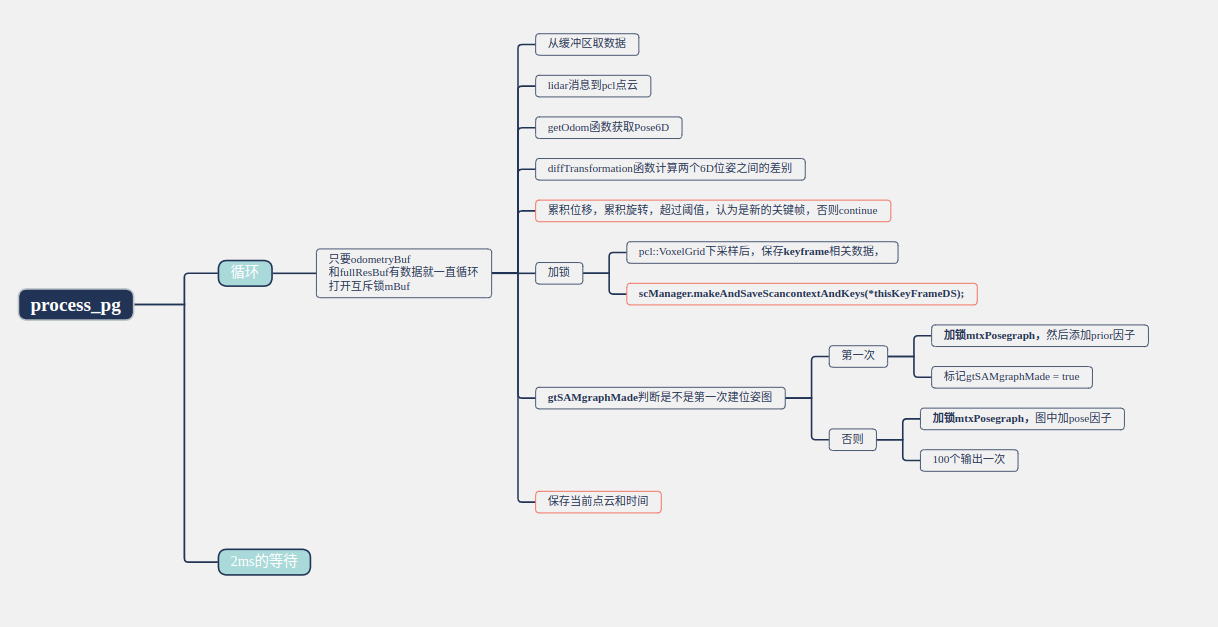 process_pg
循环
只要odometryBuf
和fullResBuf有数据就一直循环
打开互斥锁mBuf
从缓冲区取数据
lidar消息到pcl点云
getOdom函数获取Pose6D
diffTransformation函数计算两个6D位姿之间的差别
累积位移，累积旋转，超过阈值，认为是新的关键帧，否则continue
加锁
pcl::VoxelGrid下采样后，保存keyframe相关数据，
scManager.makeAndSaveScancontextAndKeys(*thisKeyFrameDS);
gtSAMgraphMade判断是不是第一次建位姿图
第一次
加锁mtxPosegraph，然后添加prior因子
标记gtSAMgraphMade = true
否则
加锁mtxPosegraph，图中加pose因子
100个输出一次
保存当前点云和时间
2ms的等待